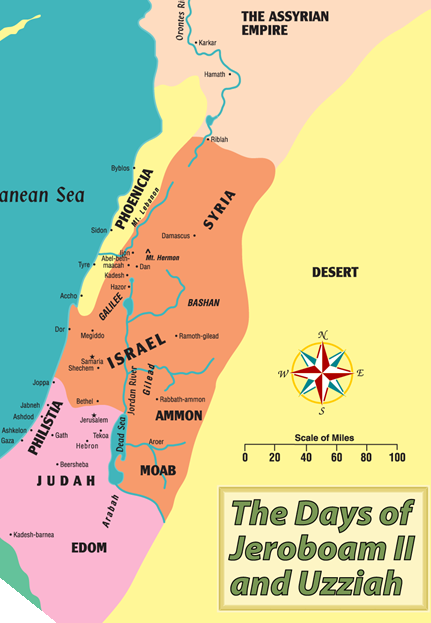 Orontes Ri
THE ASSYRIAN
EMPIRE
Karkar
Hamath
Riblah
Byblos
anean Sea
PHOENICIA
Mt. Lebanon
SYRIA
Sidon
Damascus
Ijon
Mt. Hermon
Abel-beth-
maacah
Dan
Tyre
Kadesh
DESERT
Hazor
Accho
GALILEE
BASHAN
Dor
Megiddo
Ramoth-gilead
ISRAEL
Samaria
Shechem
N
W
E
S
Joppa
Jordan River
Gilead
Bethel
Rabbath-ammon
Jabneh
AMMON
Ashdod
Jerusalem
PHILISTIA
Ashkelon
Gaza
Gath
Tekoa
Hebron
Dead Sea
Aroer
Scale of Miles
0 20 40 60 80 100
Beersheba
MOAB
JUDAH
Arabah
Kadesh-barnea
EDOM
The Days of
Jeroboam II
and Uzziah